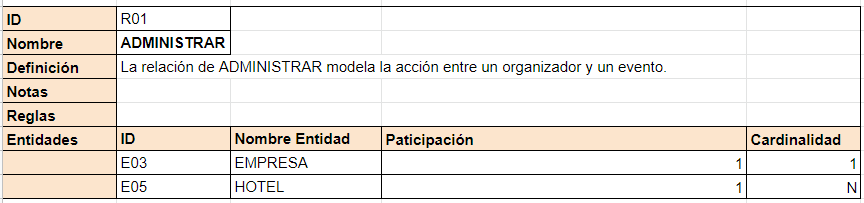 ID R01
Nombre ADMINISTRAR
Definición La relación de ADMINISTRAR modela la acción entre un organizador y un evento.
Notas
Reglas
Entidades ID Nombre Entidad Paticipación Cardinalidad
E03 EMPRESA 1 1
E05 HOTEL 1 N